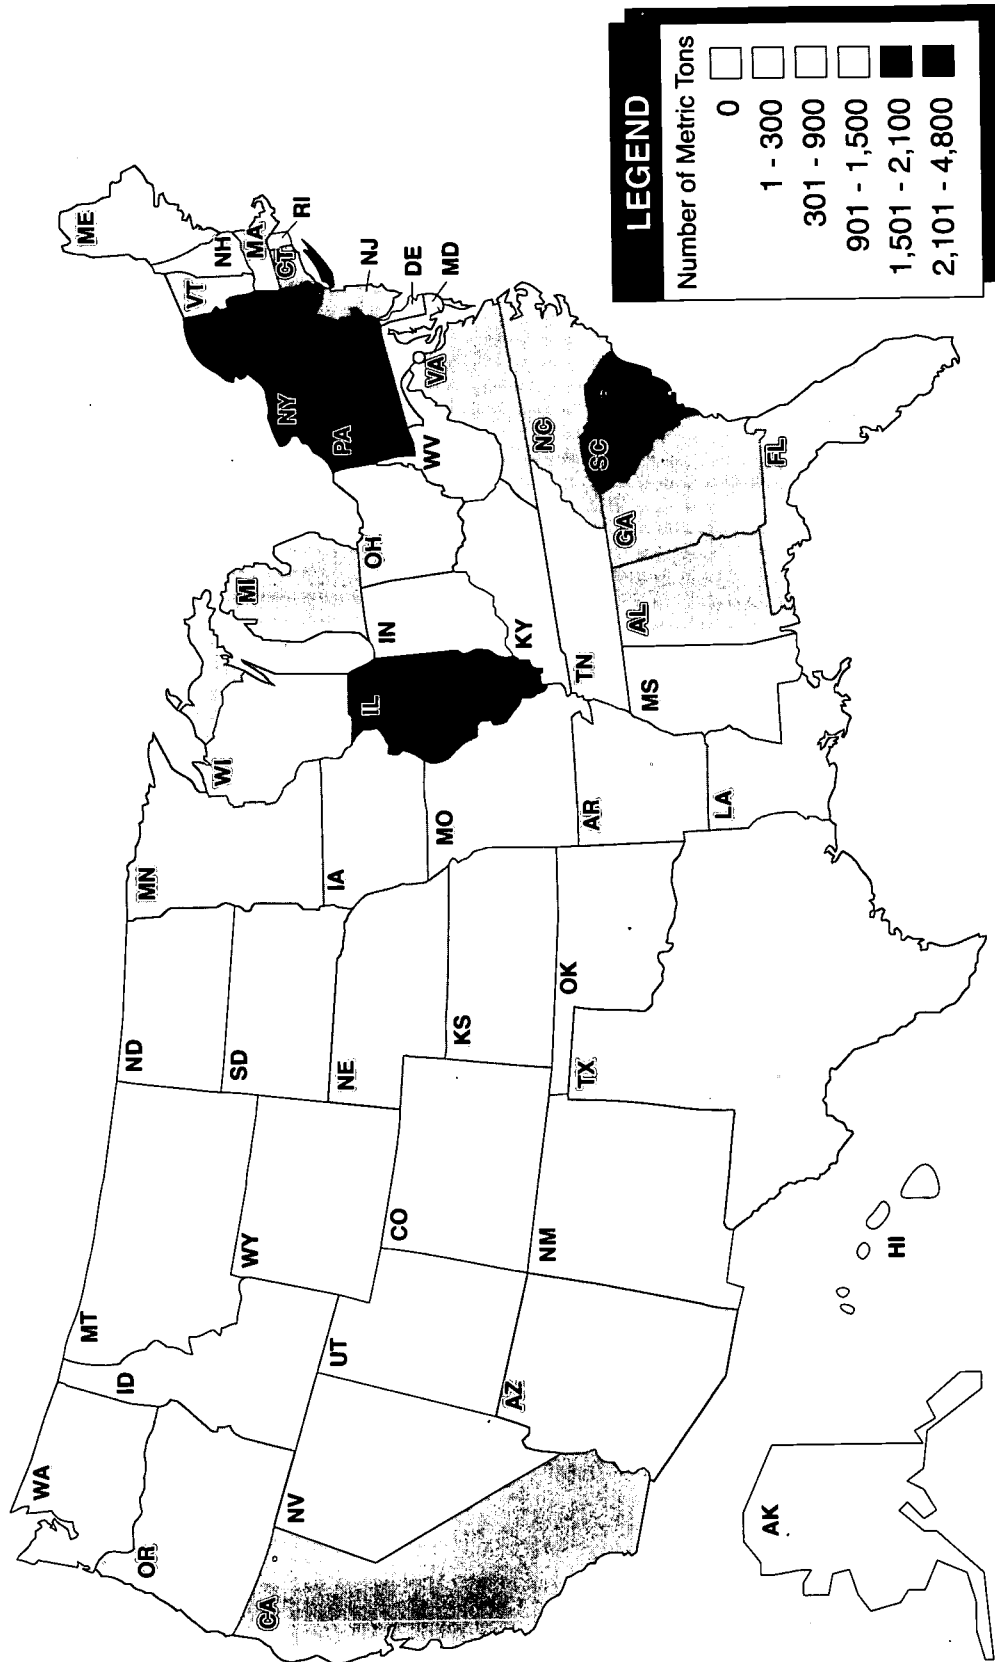 WA
OR
CA
ID
NV
MT
WY
UT
AZ
CO
NM
ND
SD
NE
KS
OK
TX
MN
IA
MO
AR
LA
WI
IL
MI
IN
OH
KY
TN
MS
AL
GA
FL
SC
NC
VA
WV
PA
NY
VT
NH
ME
MA
CT
RI
NJ
DE
MD
AK
HI
LEGEND
Number of Metric Tons
0
1 - 300
301 - 900
901 - 1,500
1,501 - 2,100
2,101 - 4,800